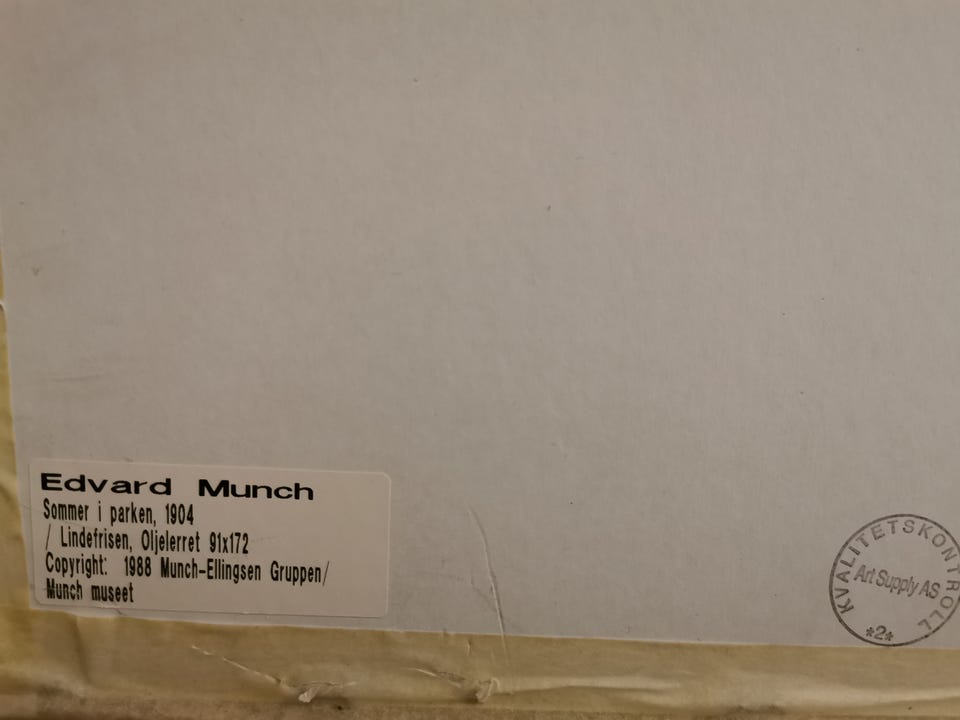 Edvard Munch
Sommer i parken, 1904
/ Lindefrisen, Oljelerret 91x172
Copyright: 1988 Munch-Ellingsen Gruppen/
Munch museet
KVALITETSKONTROLL
Art Supply AS
*2*